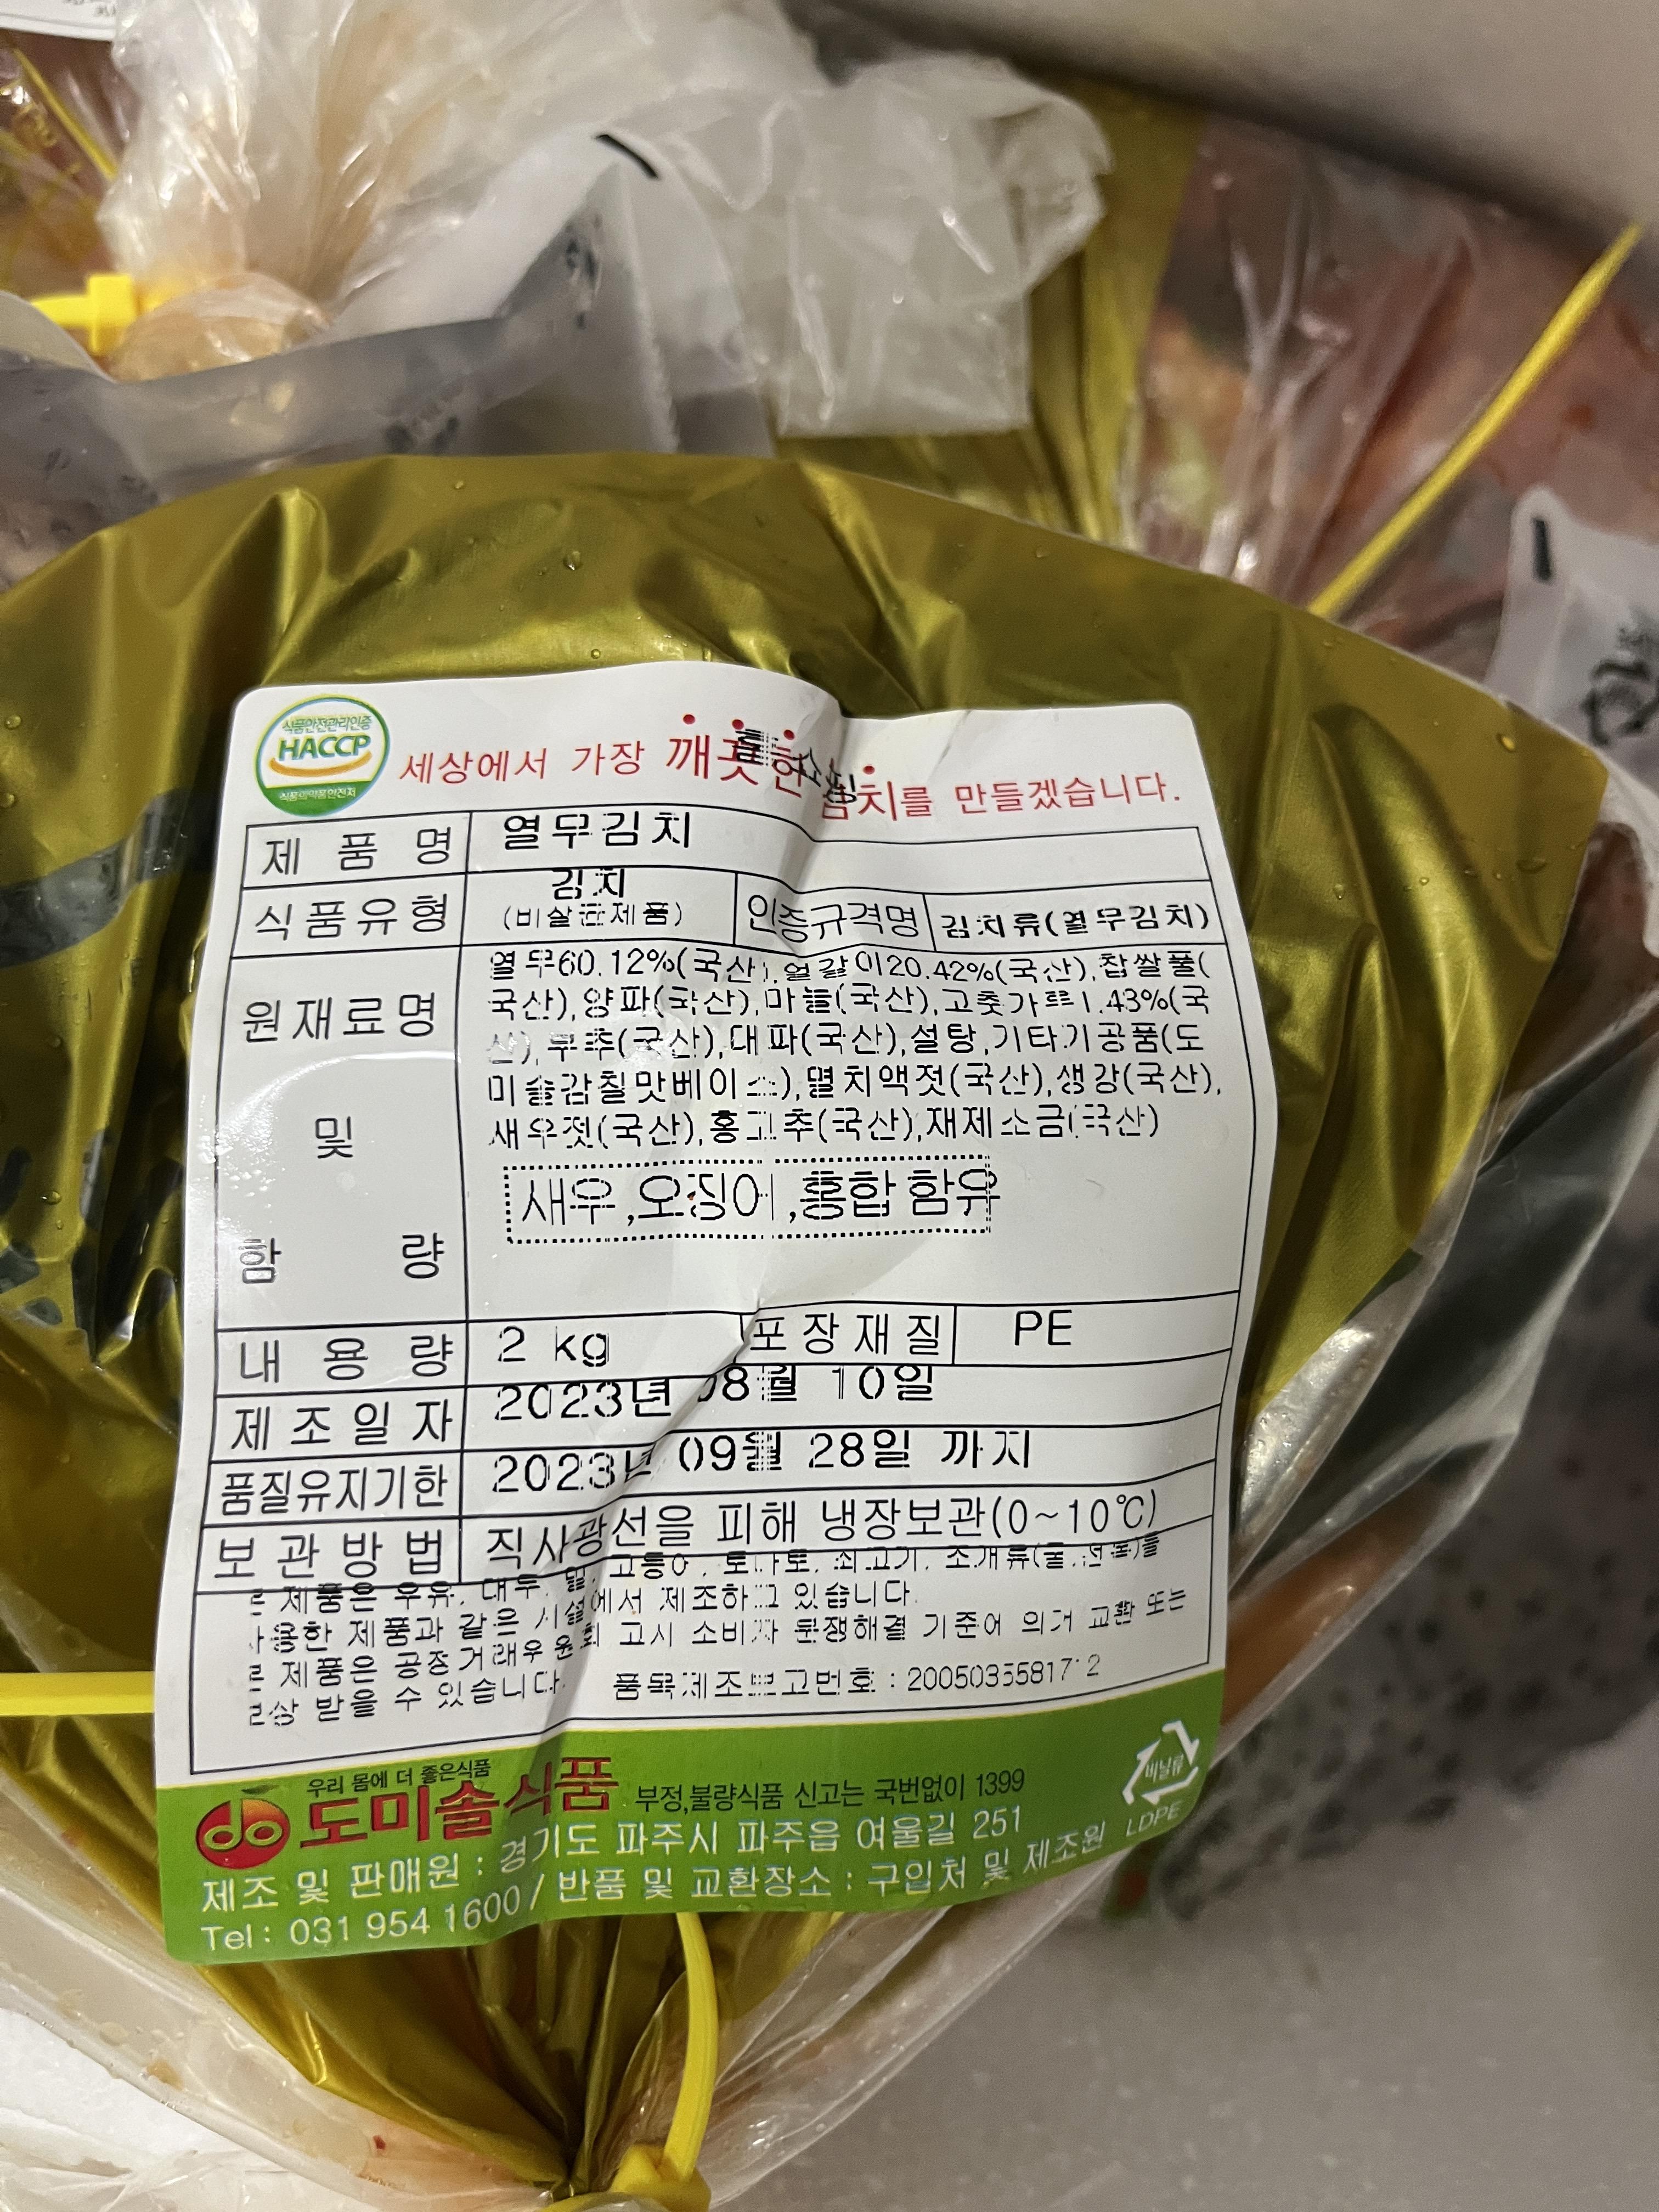 식품안전관리인증
HACCP
식품의약품안전처
세상에서 가장 깨끗한 김치를 만들겠습니다.
제품명 열무김치
식품유형 김치 (비살균제품) 인증규격명 김치류(열무김치)
원재료명 및 함량
열무60.12%(국산),얼갈이20.42%(국산),찹쌀풀(
국산),양파(국산),마늘(국산),고춧가루1.43%(국
산),부추(국산),대파(국산),설탕,기타가공품(도
미솔감칠맛베이스),멸치액젓(국산),생강(국산),
새우젓(국산),홍고추(국산),재제소금(국산)
새우,오징어,홍합 함유
내용량 2 kg 포장재질 PE
제조일자 2023년 08월 10일
품질유지기한 2023년 09월 28일 까지
보관방법 직사광선을 피해 냉장보관(0~10℃)
제품은 우유, 대두, 밀, 고등어, 토마토, 쇠고기, 조개류(굴,전복)를
사용한 제품과 같은 시설에서 제조하고 있습니다.
제품은 공정거래위원회 고시 소비자 분쟁해결 기준에 의거 교환 또는
보상 받을 수 있습니다. 품목제조보고번호 :
우리 몸에 더 좋은식품
도미솔식품 부정,불량식품 신고는 국번없이 1399
제조 및 판매원 : 경기도 파주시 파주읍 여울길 251
Tel : 031 954 1600 / 반품 및 교환장소 : 구입처 및 제조원
비닐류
LDPE